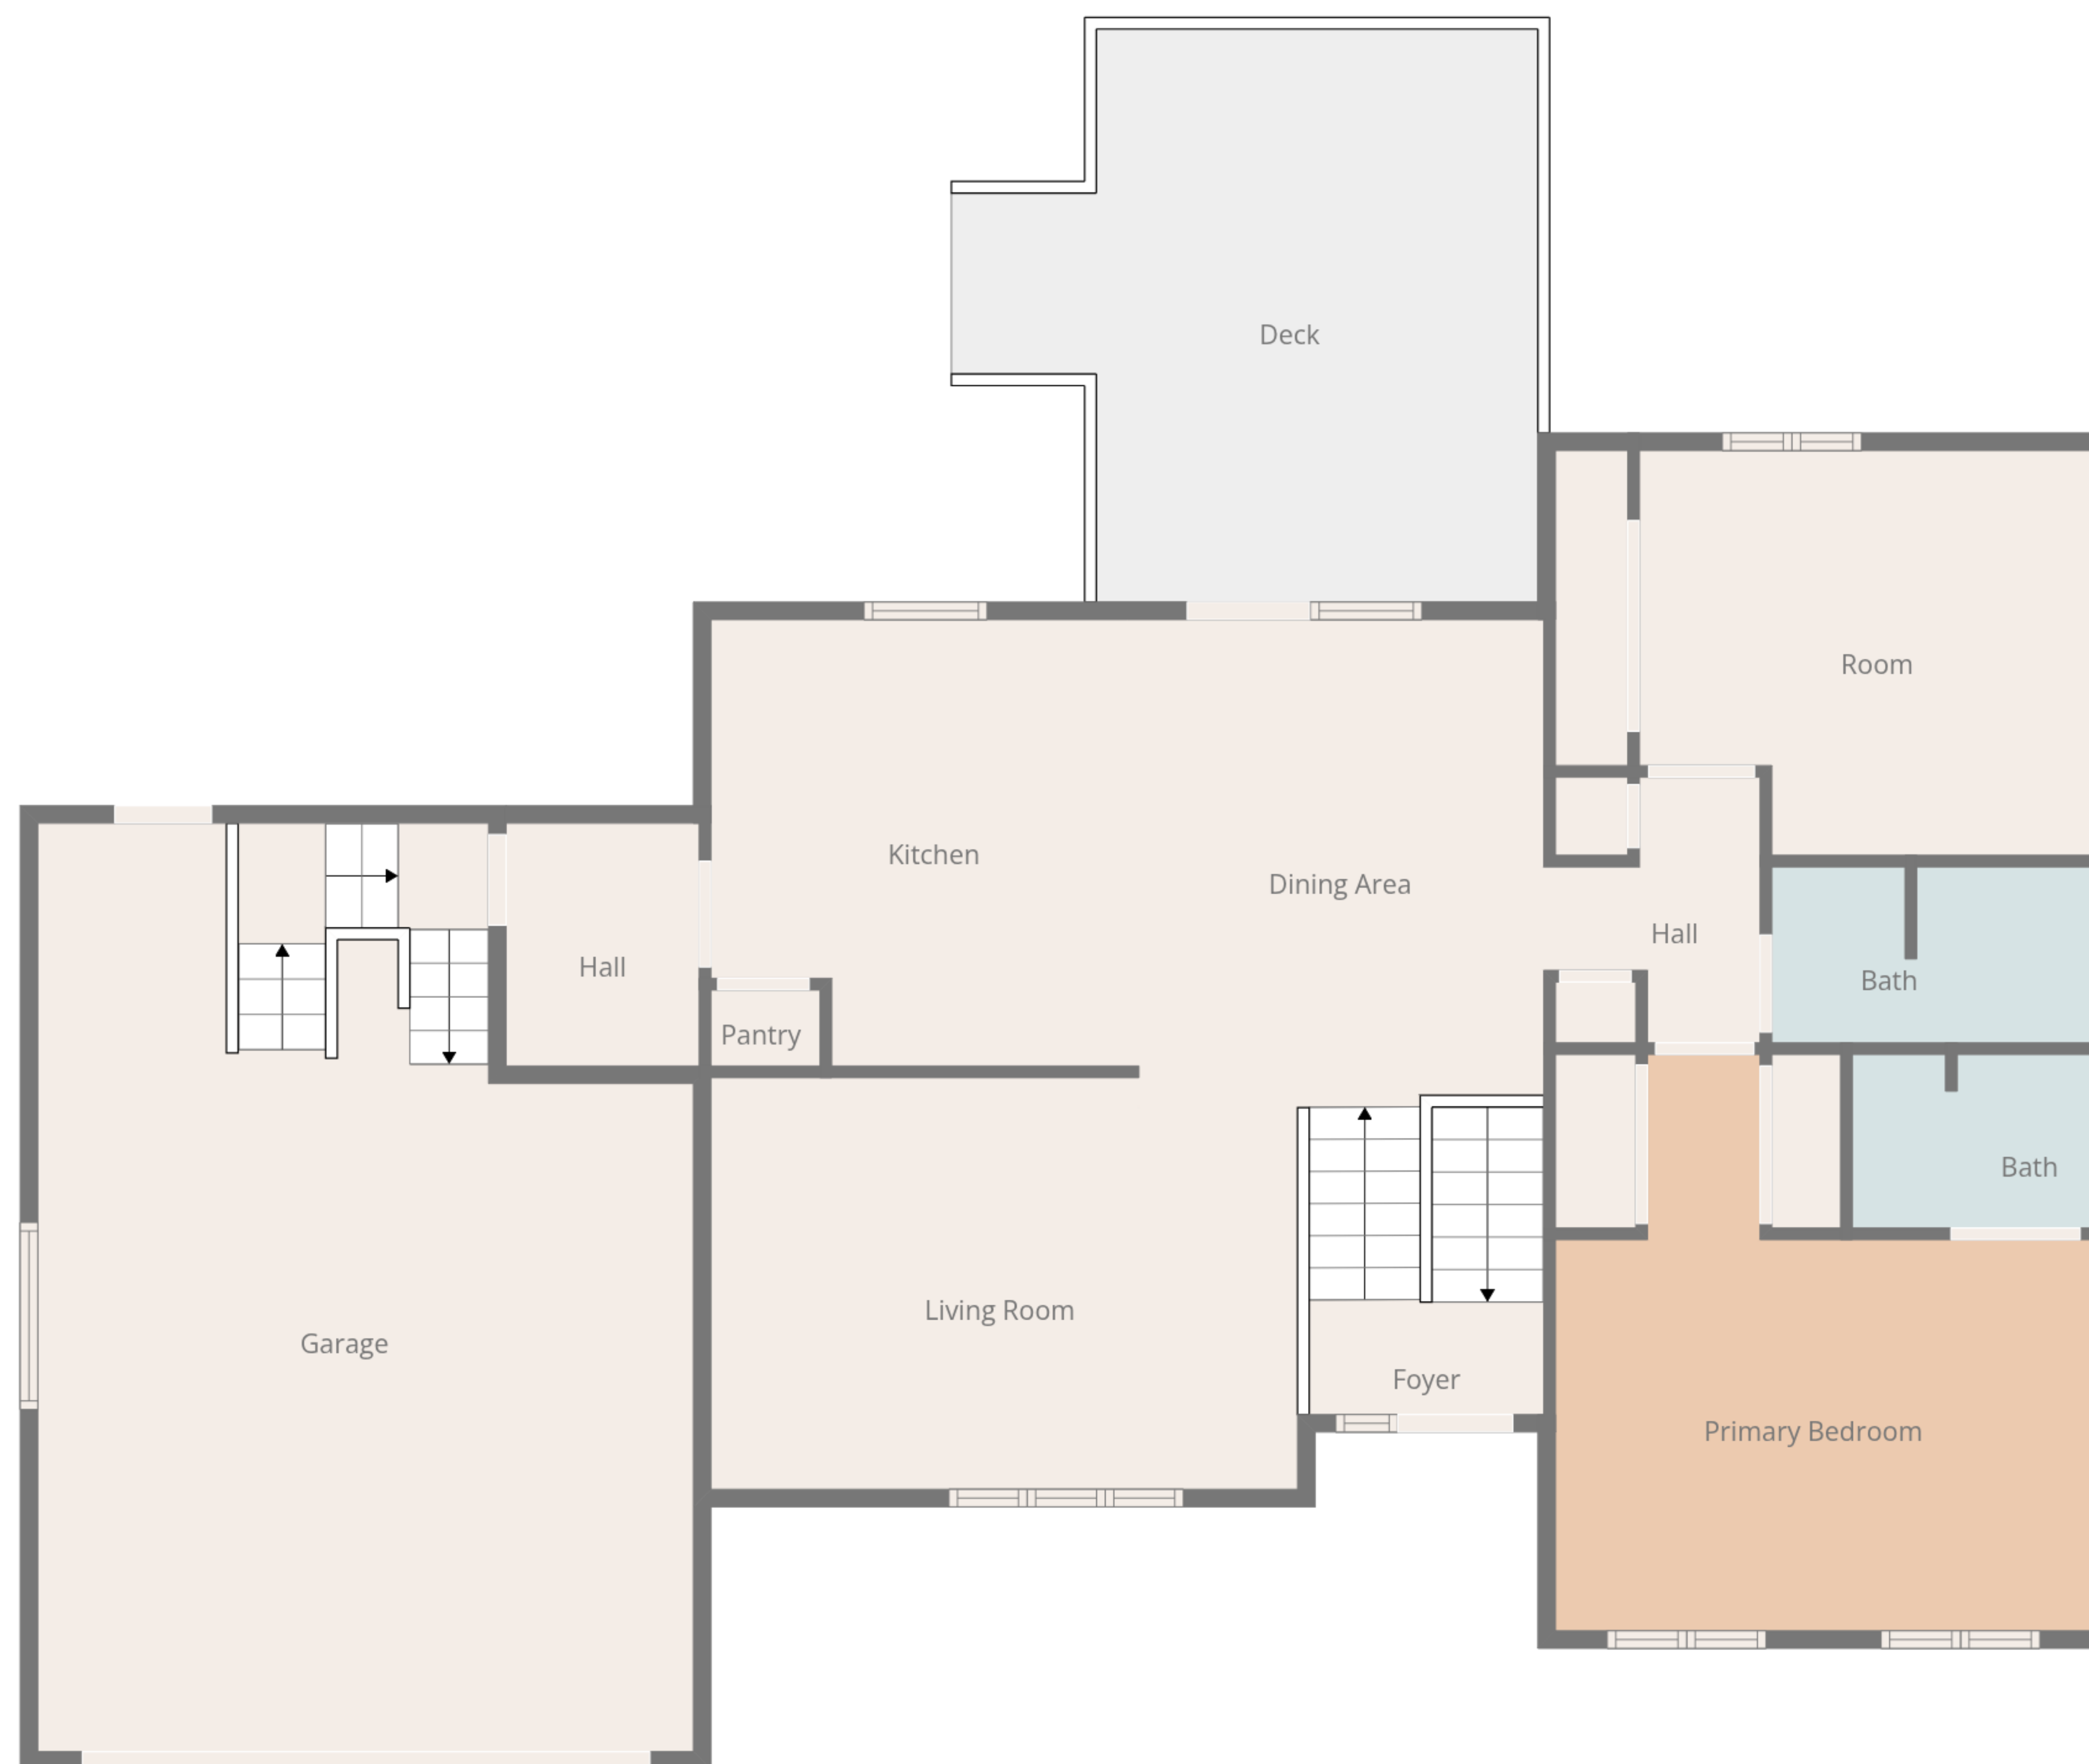 Deck
Room
Kitchen
Dining Area
Hall
Hall
Bath
Pantry
Bath
Living Room
Garage
Foyer
Primary Bedroom